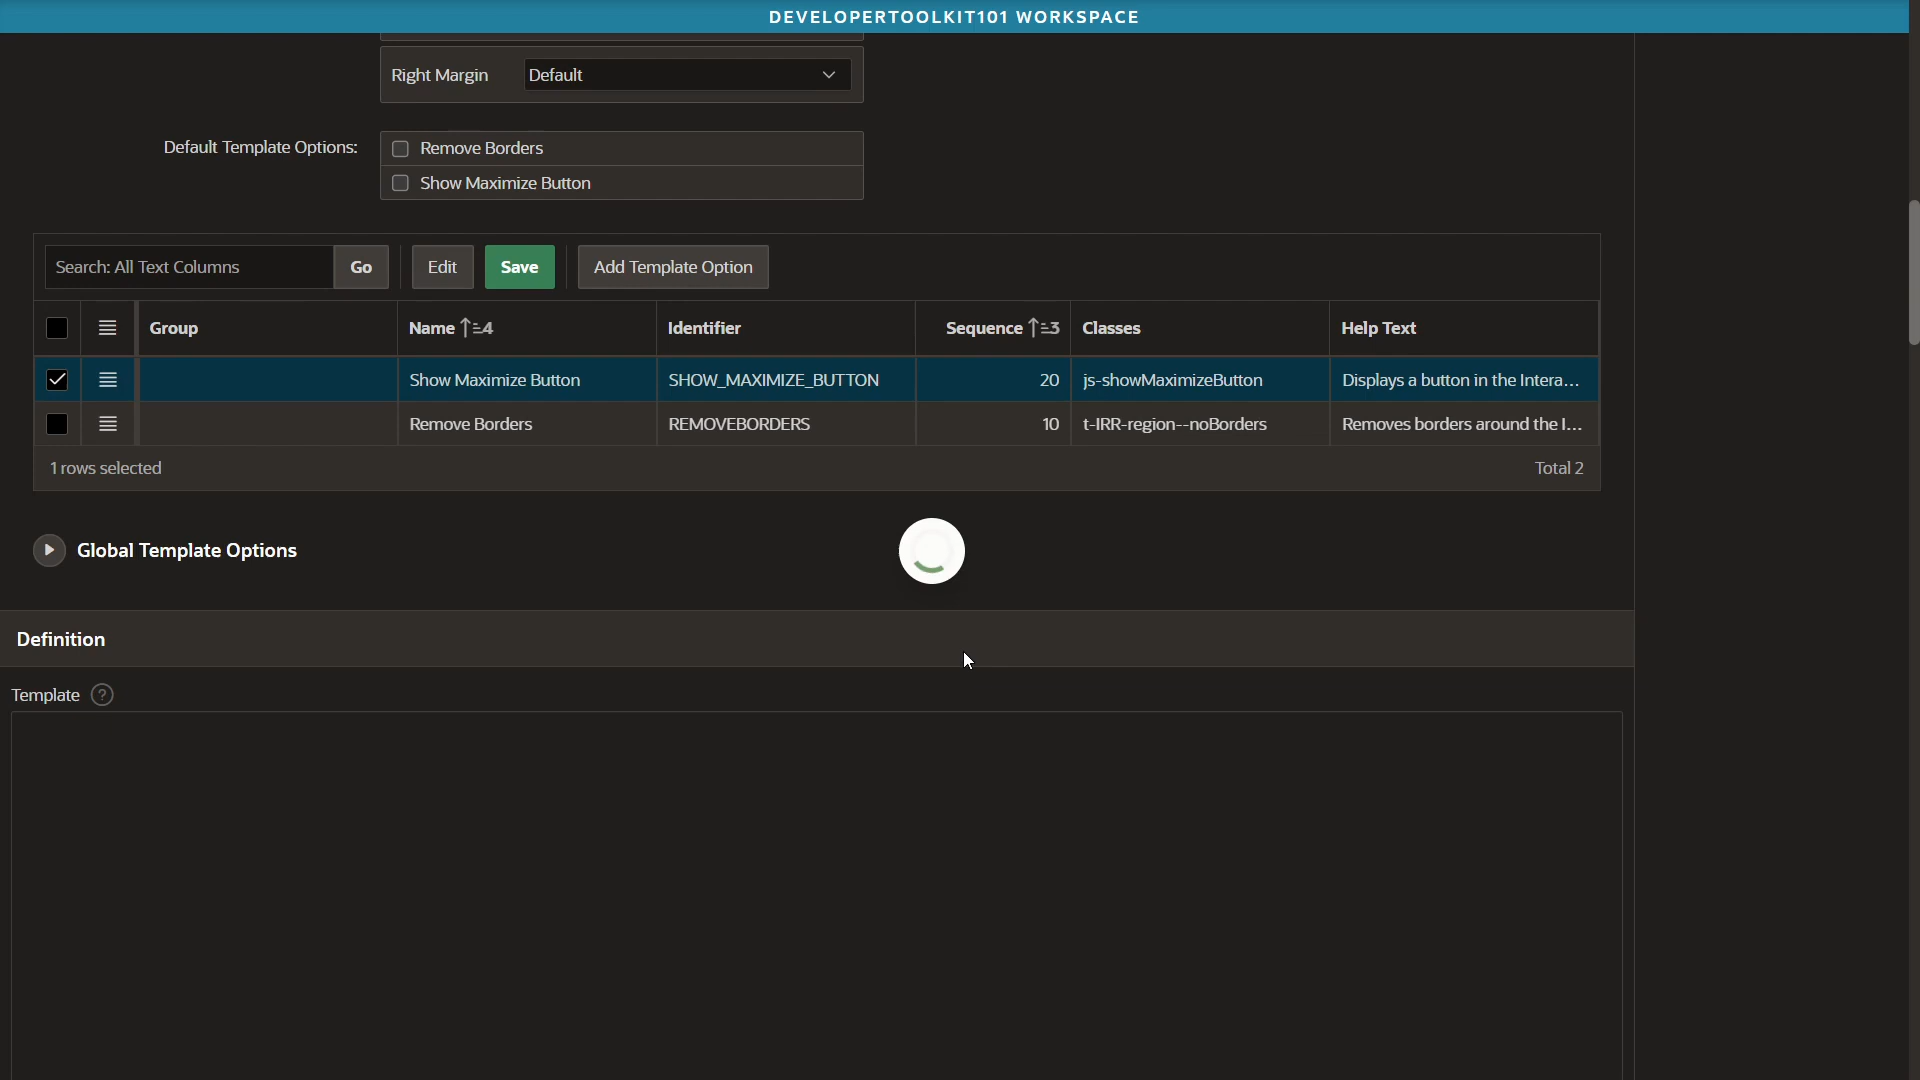 DEVELOPERTOOLKIT101 WORKSPACE
Right Margin Default
Default Template Options: Remove Borders
Show Maximize Button
Search: All Text Columns Go Edit Save Add Template Option
Group Name 4 Identifier Sequence 3 Classes Help Text
Show Maximize Button SHOW_MAXIMIZE_BUTTON 20 js-showMaximizeButton Displays a button in the Intera...
Remove Borders REMOVEBORDERS 10 t-IRR-region--noBorders Removes borders around the I...
1 rows selected Total 2
Global Template Options
Definition
Template ?